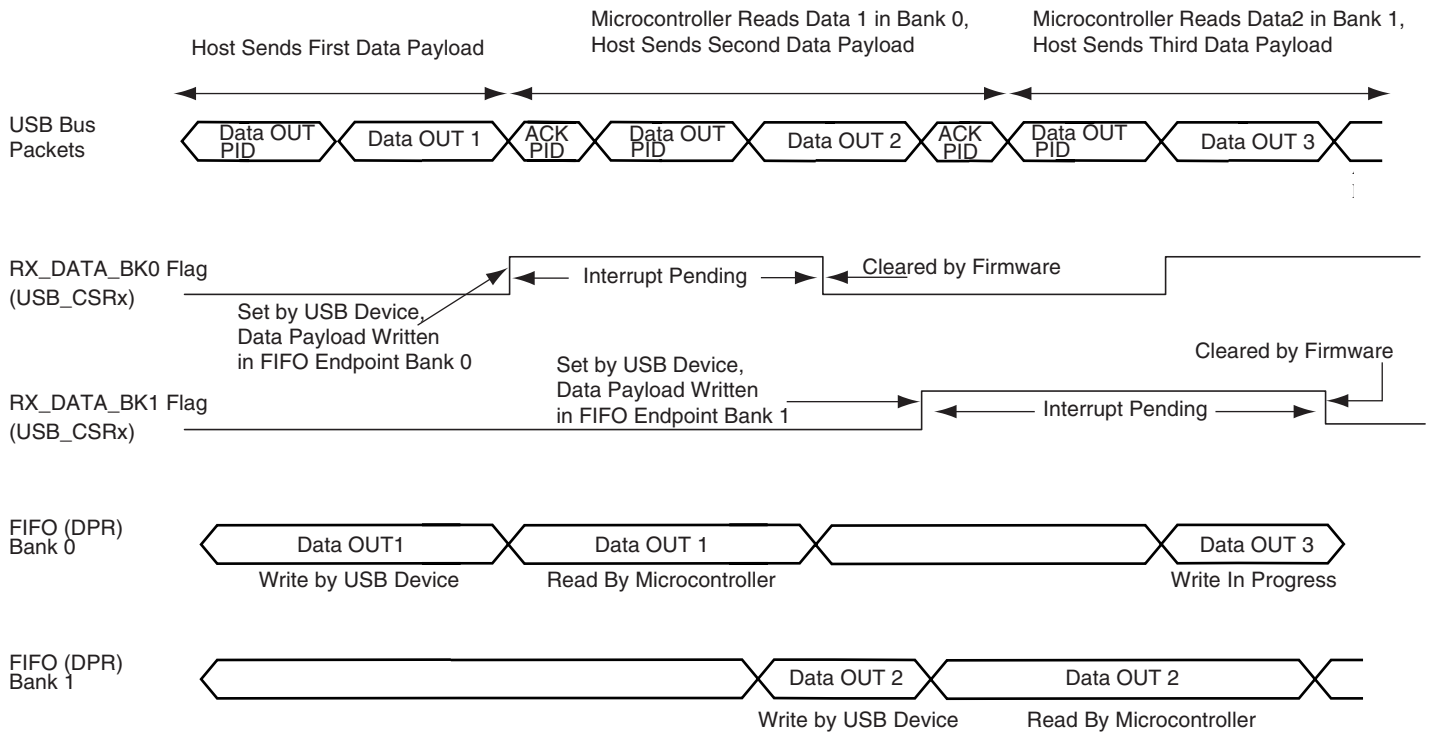 Host Sends First Data Payload
Microcontroller Reads Data 1 in Bank 0,
Host Sends Second Data Payload
Microcontroller Reads Data2 in Bank 1,
Host Sends Third Data Payload
USB Bus
Packets
Data OUT
PID
Data OUT 1
ACK
PID
Data OUT
PID
Data OUT 2
ACK
PID
Data OUT
PID
Data OUT 3
RX_DATA_BK0 Flag
(USB_CSRx)
Interrupt Pending
Cleared by Firmware
Set by USB Device,
Data Payload Written
in FIFO Endpoint Bank 0
RX_DATA_BK1 Flag
(USB_CSRx)
Set by USB Device,
Data Payload Written
in FIFO Endpoint Bank 1
Interrupt Pending
Cleared by Firmware
FIFO (DPR)
Bank 0
Data OUT1
Write by USB Device
Data OUT 1
Read By Microcontroller
Data OUT 3
Write In Progress
FIFO (DPR)
Bank 1
Data OUT 2
Write by USB Device
Data OUT 2
Read By Microcontroller